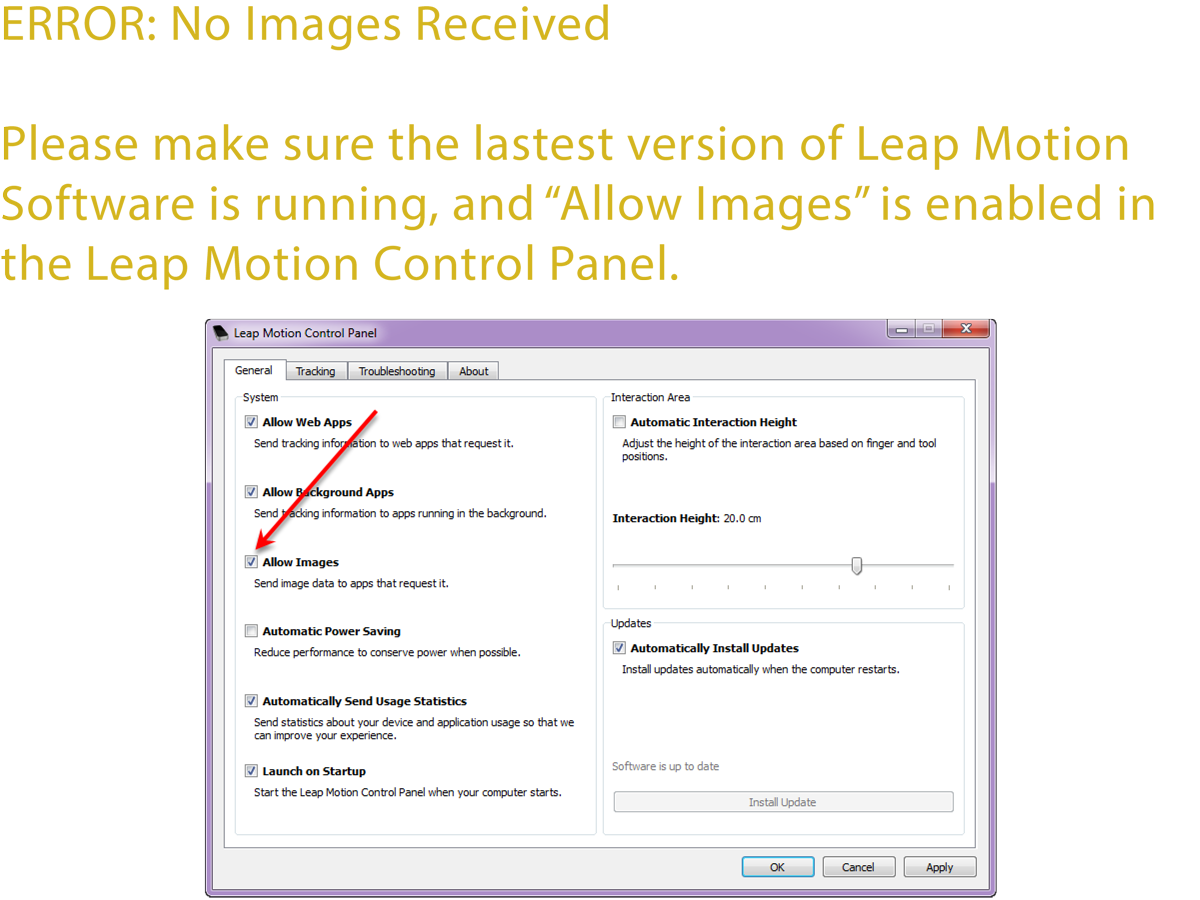 ERROR: No Images Received
Please make sure the lastest version of Leap Motion
Software is running, and “Allow Images” is enabled in
the Leap Motion Control Panel.
Leap Motion Control Panel
General
Tracking
Troubleshooting
About
System
Allow Web Apps
Send tracking information to web apps that request it.
Allow Background Apps
Send tracking information to apps running in the background.
Allow Images
Send image data to apps that request it.
Automatic Power Saving
Reduce performance to conserve power when possible.
Automatically Send Usage Statistics
Send statistics about your device and application usage so that we
can improve your experience.
Launch on Startup
Start the Leap Motion Control Panel when your computer starts.
Interaction Area
Automatic Interaction Height
Adjust the height of the interaction area based on finger and tool
positions.
Interaction Height: 20.0 cm
Updates
Automatically Install Updates
Install updates automatically when the computer restarts.
Software is up to date
Install Update
OK
Cancel
Apply